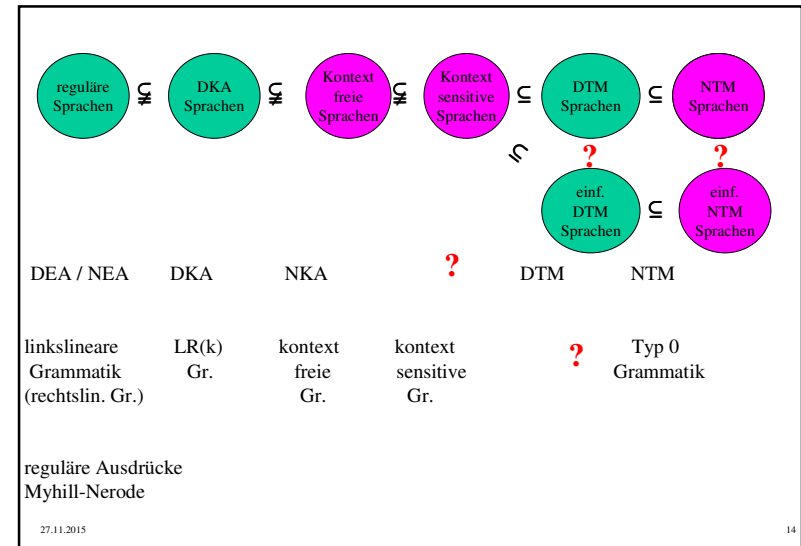 reguläre
Sprachen
⊊
DKA
Sprachen
⊊
Kontext
freie
Sprachen
⊊
Kontext
sensitive
Sprachen
⊆
DTM
Sprachen
⊆
NTM
Sprachen
⊆
?
?
einf.
DTM
Sprachen
⊆
einf.
NTM
Sprachen
DEA / NEA DKA NKA ? DTM NTM
linkslineare LR(k) kontext kontext ? Typ 0
Grammatik Gr. freie sensitive Grammatik
(rechtslin. Gr.) Gr. Gr.
reguläre Ausdrücke
Myhill-Nerode
27.11.2015 14